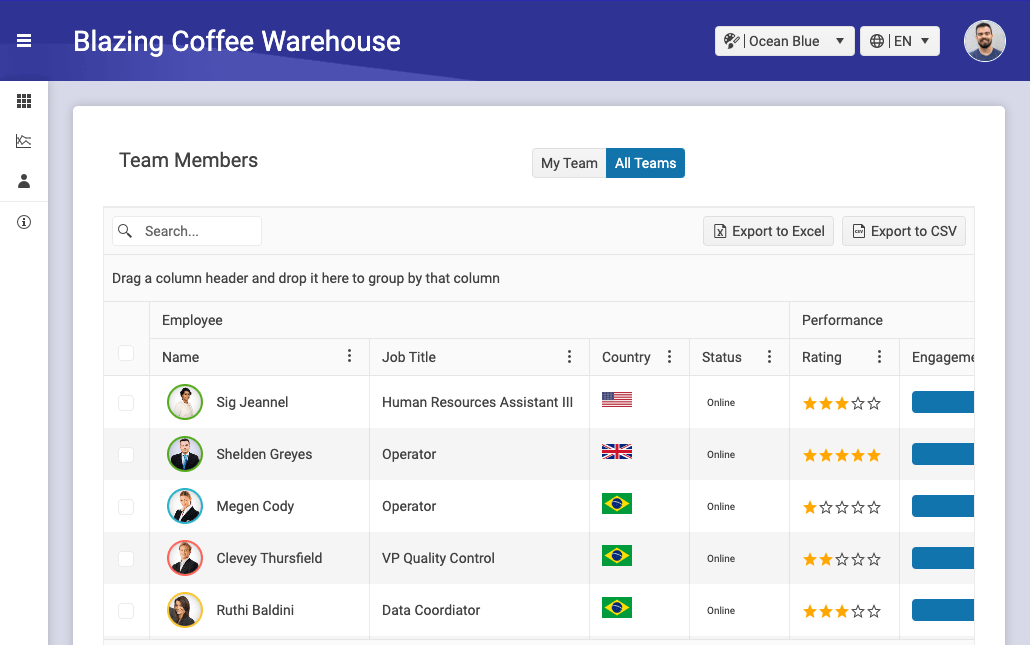 Blazing Coffee Warehouse
Ocean Blue
EN
Team Members
My Team
All Teams
Search...
Export to Excel
Export to CSV
Drag a column header and drop it here to group by that column
Employee
Performance
Name
Job Title
Country
Status
Rating
Engageme
Sig Jeannel
Human Resources Assistant III
Online
Shelden Greyes
Operator
Online
Megen Cody
Operator
Online
Clevey Thursfield
VP Quality Control
Online
Ruthi Baldini
Data Coordiator
Online